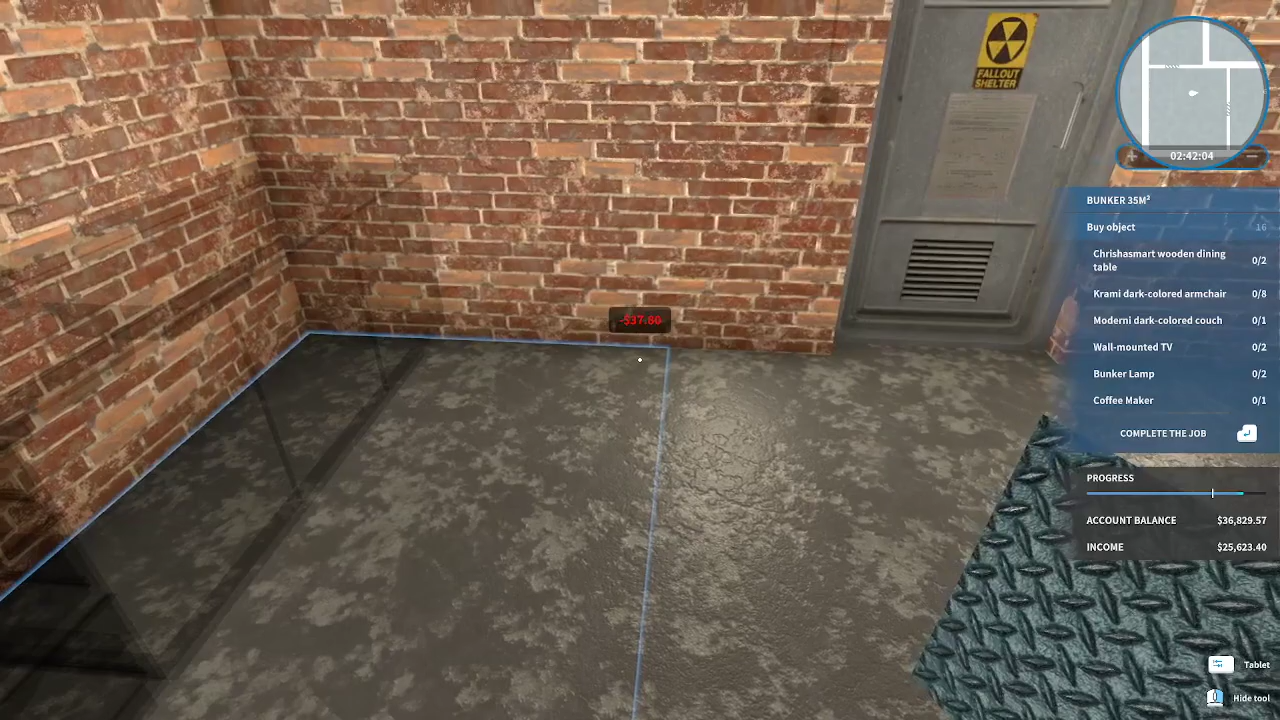 FALLOUT
SHELTER
02:42:04
BUNKER 35M²
Buy object 16
Chrishasmart wooden dining
table 0/2
Krami dark-colored armchair 0/8
Moderni dark-colored couch 0/1
Wall-mounted TV 0/2
Bunker Lamp 0/2
Coffee Maker 0/1
COMPLETE THE JOB
-$37.60
PROGRESS
ACCOUNT BALANCE $36,829.57
INCOME $25,623.40
Tablet
Hide tool